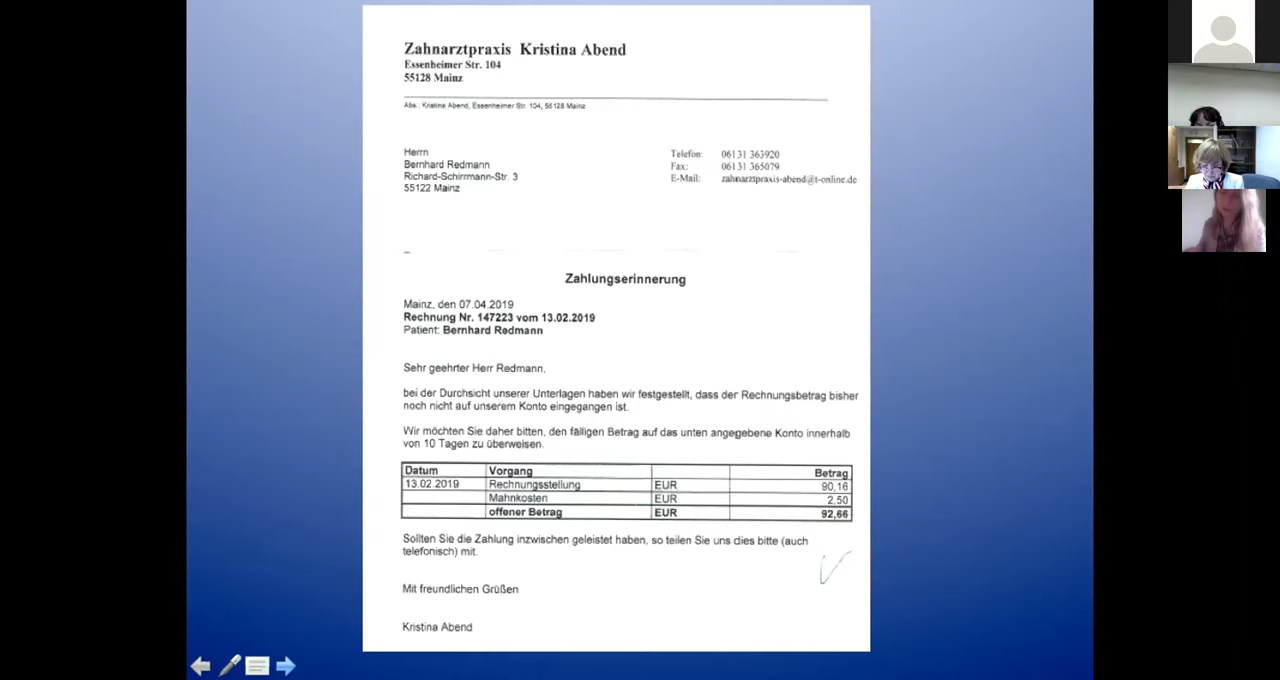 Zahnarztpraxis Kristina Abend
Essenheimer Str. 104
55128 Mainz
Abs.: Kristina Abend, Essenheimer Str. 104, 55128 Mainz
Herrn
Bernhard Redmann
Richard-Schirrmann-Str. 3
55122 Mainz
Telefon: 06131 363920
Fax: 06131 365079
E-Mail: zahnarztpraxis-abend@t-online.de
Zahlungserinnerung
Mainz, den 07.04.2019
Rechnung Nr. 147223 vom 13.02.2019
Patient: Bernhard Redmann
Sehr geehrter Herr Redmann,
bei der Durchsicht unserer Unterlagen haben wir festgestellt, dass der Rechnungsbetrag bisher
noch nicht auf unserem Konto eingegangen ist.
Wir möchten Sie daher bitten, den fälligen Betrag auf das unten angegebene Konto innerhalb
von 10 Tagen zu überweisen.
Datum Vorgang Betrag
13.02.2019 Rechnungsstellung EUR 90,16
Mahnkosten EUR 2,50
offener Betrag EUR 92,66
Sollten Sie die Zahlung inzwischen geleistet haben, so teilen Sie uns dies bitte (auch
telefonisch) mit.
Mit freundlichen Grüßen
Kristina Abend